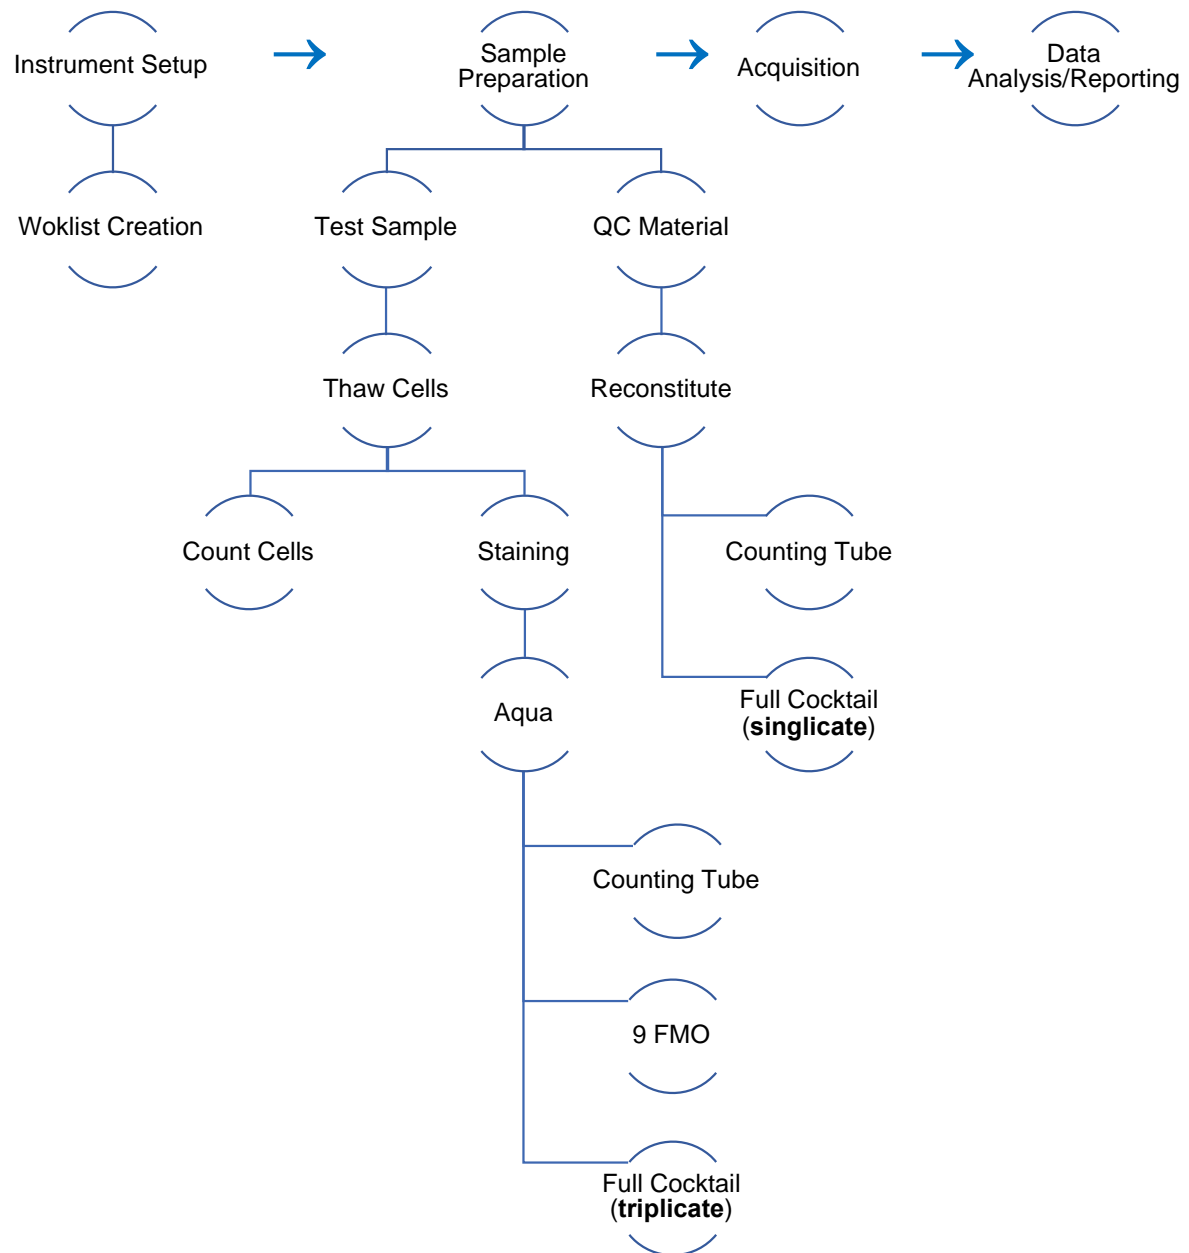 Instrument Setup
Sample
Preparation
Acquisition
Data
Analysis/Reporting
Woklist Creation
Test Sample
QC Material
Thaw Cells
Reconstitute
Count Cells
Staining
Counting Tube
Aqua
Full Cocktail
(singlicate)
Counting Tube
9 FMO
Full Cocktail
(triplicate)